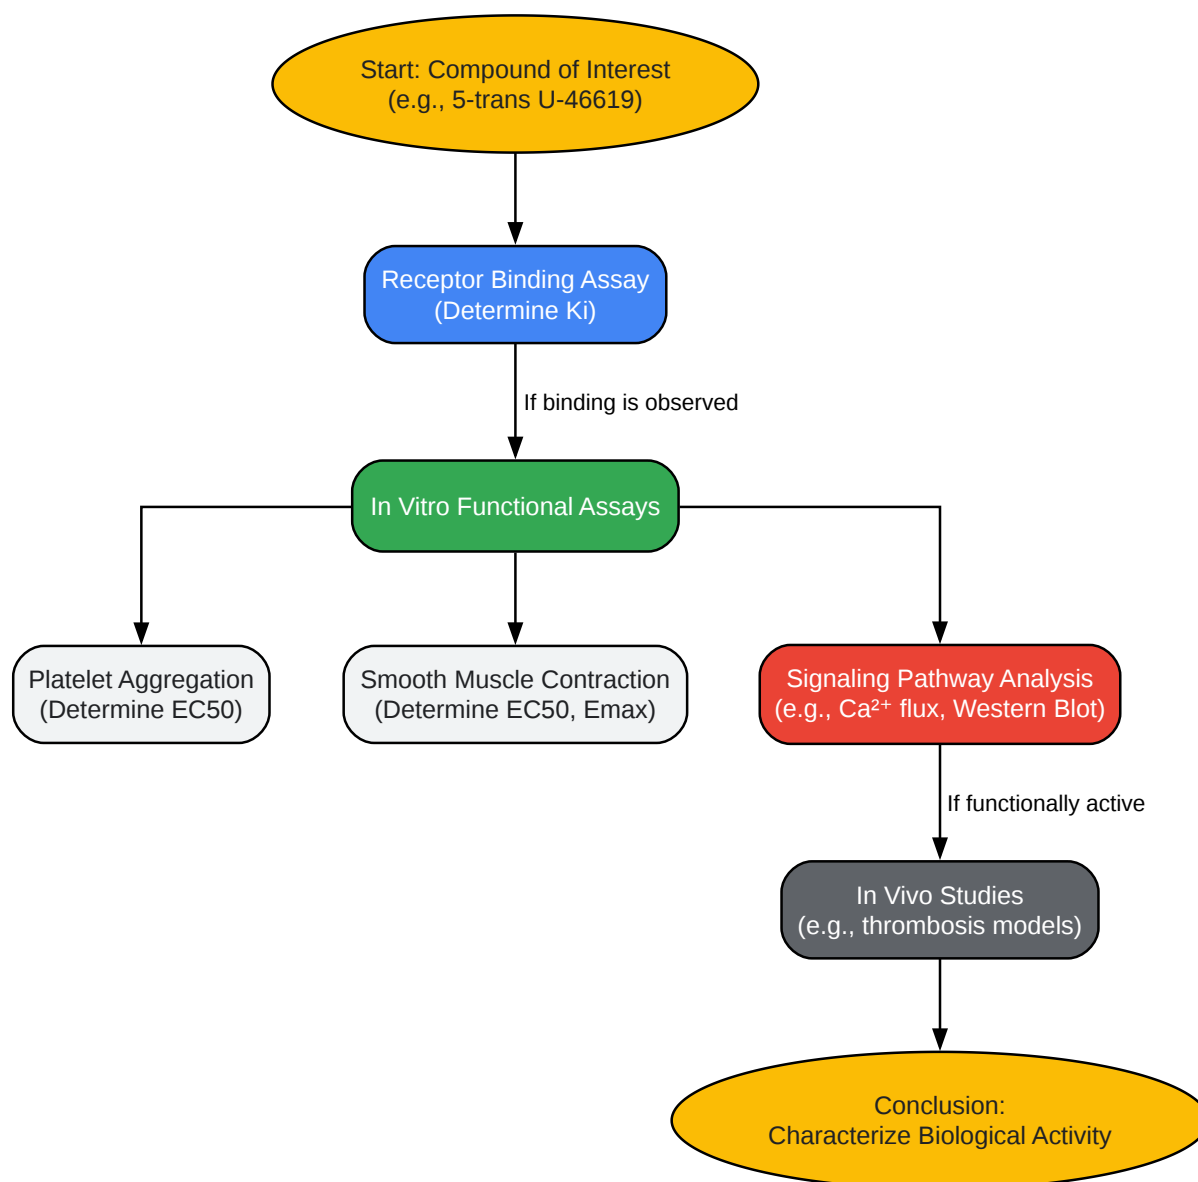 Start: Compound of Interest
(e.g., 5-trans U-46619)
Receptor Binding Assay
(Determine Ki)
If binding is observed
In Vitro Functional Assays
Platelet Aggregation
(Determine EC50)
Smooth Muscle Contraction
(Determine EC50, Emax)
Signaling Pathway Analysis
(e.g., Ca²⁺ flux, Western Blot)
If functionally active
In Vivo Studies
(e.g., thrombosis models)
Conclusion:
Characterize Biological Activity